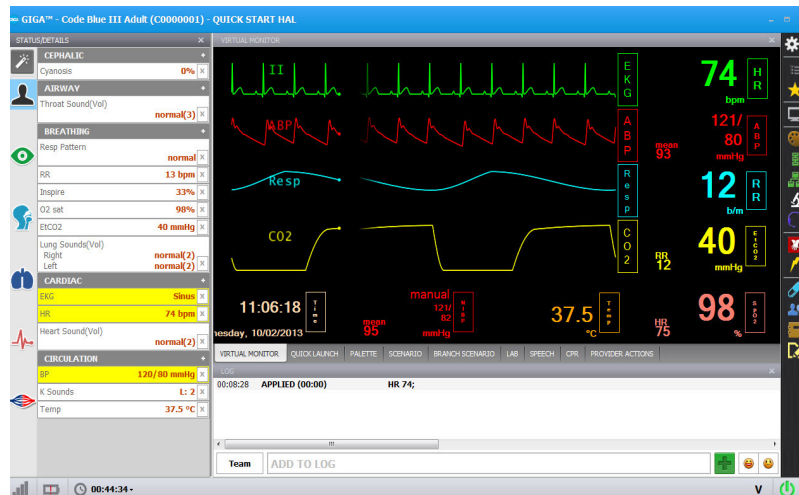 GIGA™ - Code Blue III Adult (C0000001) - QUICK START HAL
STATUS/DETAILS
CEPHALIC
Cyanosis 0%
AIRWAY
Throat Sound(Vol)
normal(3)
BREATHING
Resp Pattern
normal
RR 13 bpm
Inspire 33%
O2 sat 98%
EtCO2 40 mmHg
Lung Sounds(Vol)
Right normal(2)
Left normal(2)
CARDIAC
EKG Sinus
HR 74 bpm
Heart Sound(Vol)
normal(2)
CIRCULATION
BP 120/80 mmHg
K Sounds L: 2
Temp 37.5 °C
VIRTUAL MONITOR
II
EKG
74
HR
bpm
ABP
ABP
mean
93
121/
80
mmHg
ABP
Resp
Resp
12
RR
b/m
CO2
CO2
RR
12
40
mmHg
EtCO2
11:06:18
Time
nesday, 10/02/2013
manual
mean
95
121/
82
mmHg
37.5
Temp
°C
HR
75
98
%
SpO2
VIRTUAL MONITOR QUICK LAUNCH PALETTE SCENARIO BRANCH SCENARIO LAB SPEECH CPR PROVIDER ACTIONS
LOG
00:08:28 APPLIED (00:00) HR 74;
Team ADD TO LOG
00:44:34
V